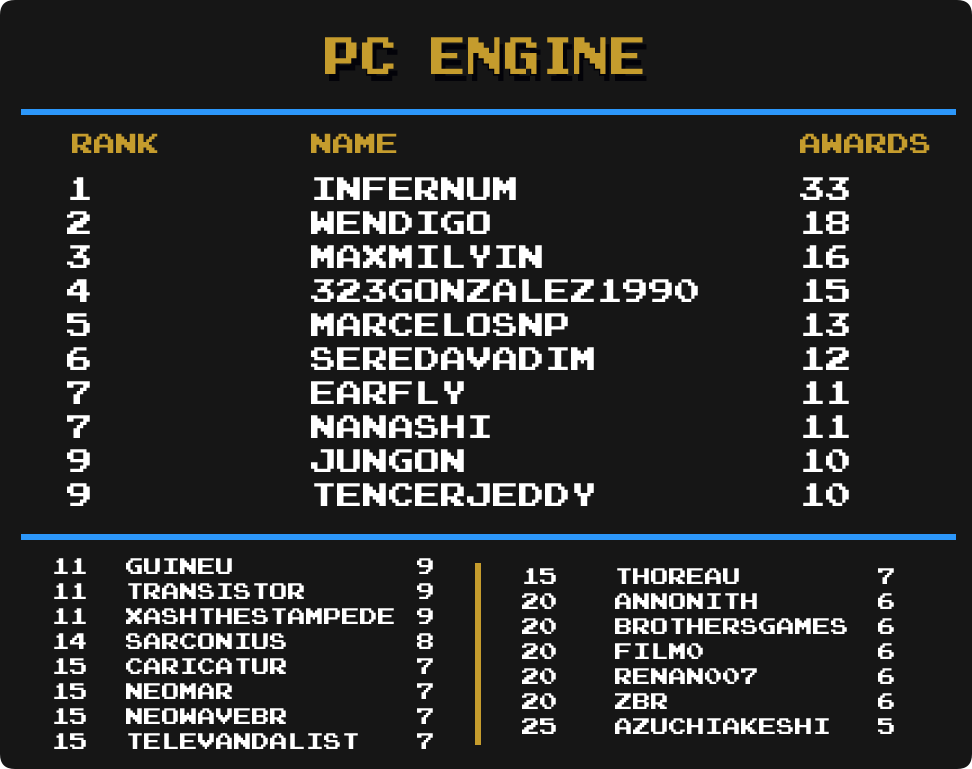 PC ENGINE
RANK NAME AWARDS
1 INFERNUM 33
2 WENDIGO 18
3 MAXMILYIN 16
4 323GONZALEZ1990 15
5 MARCELOSNP 13
6 SEREDAVADIM 12
7 EARFLY 11
7 NANASHI 11
9 JUNGON 10
9 TENCERJEDDY 10
11 GUINEU 9
11 TRANSISTOR 9
11 XASHTHESTAMPEDE 9
14 SARCONIUS 8
15 CARICATUR 7
15 NEOMAR 7
15 NEOWAVEBR 7
15 TELEVANDALIST 7
15 THOREAU 7
20 ANNONITH 6
20 BROTHERSGAMES 6
20 FILM0 6
20 RENAN007 6
20 ZBR 6
25 AZUCHIAKESHI 5